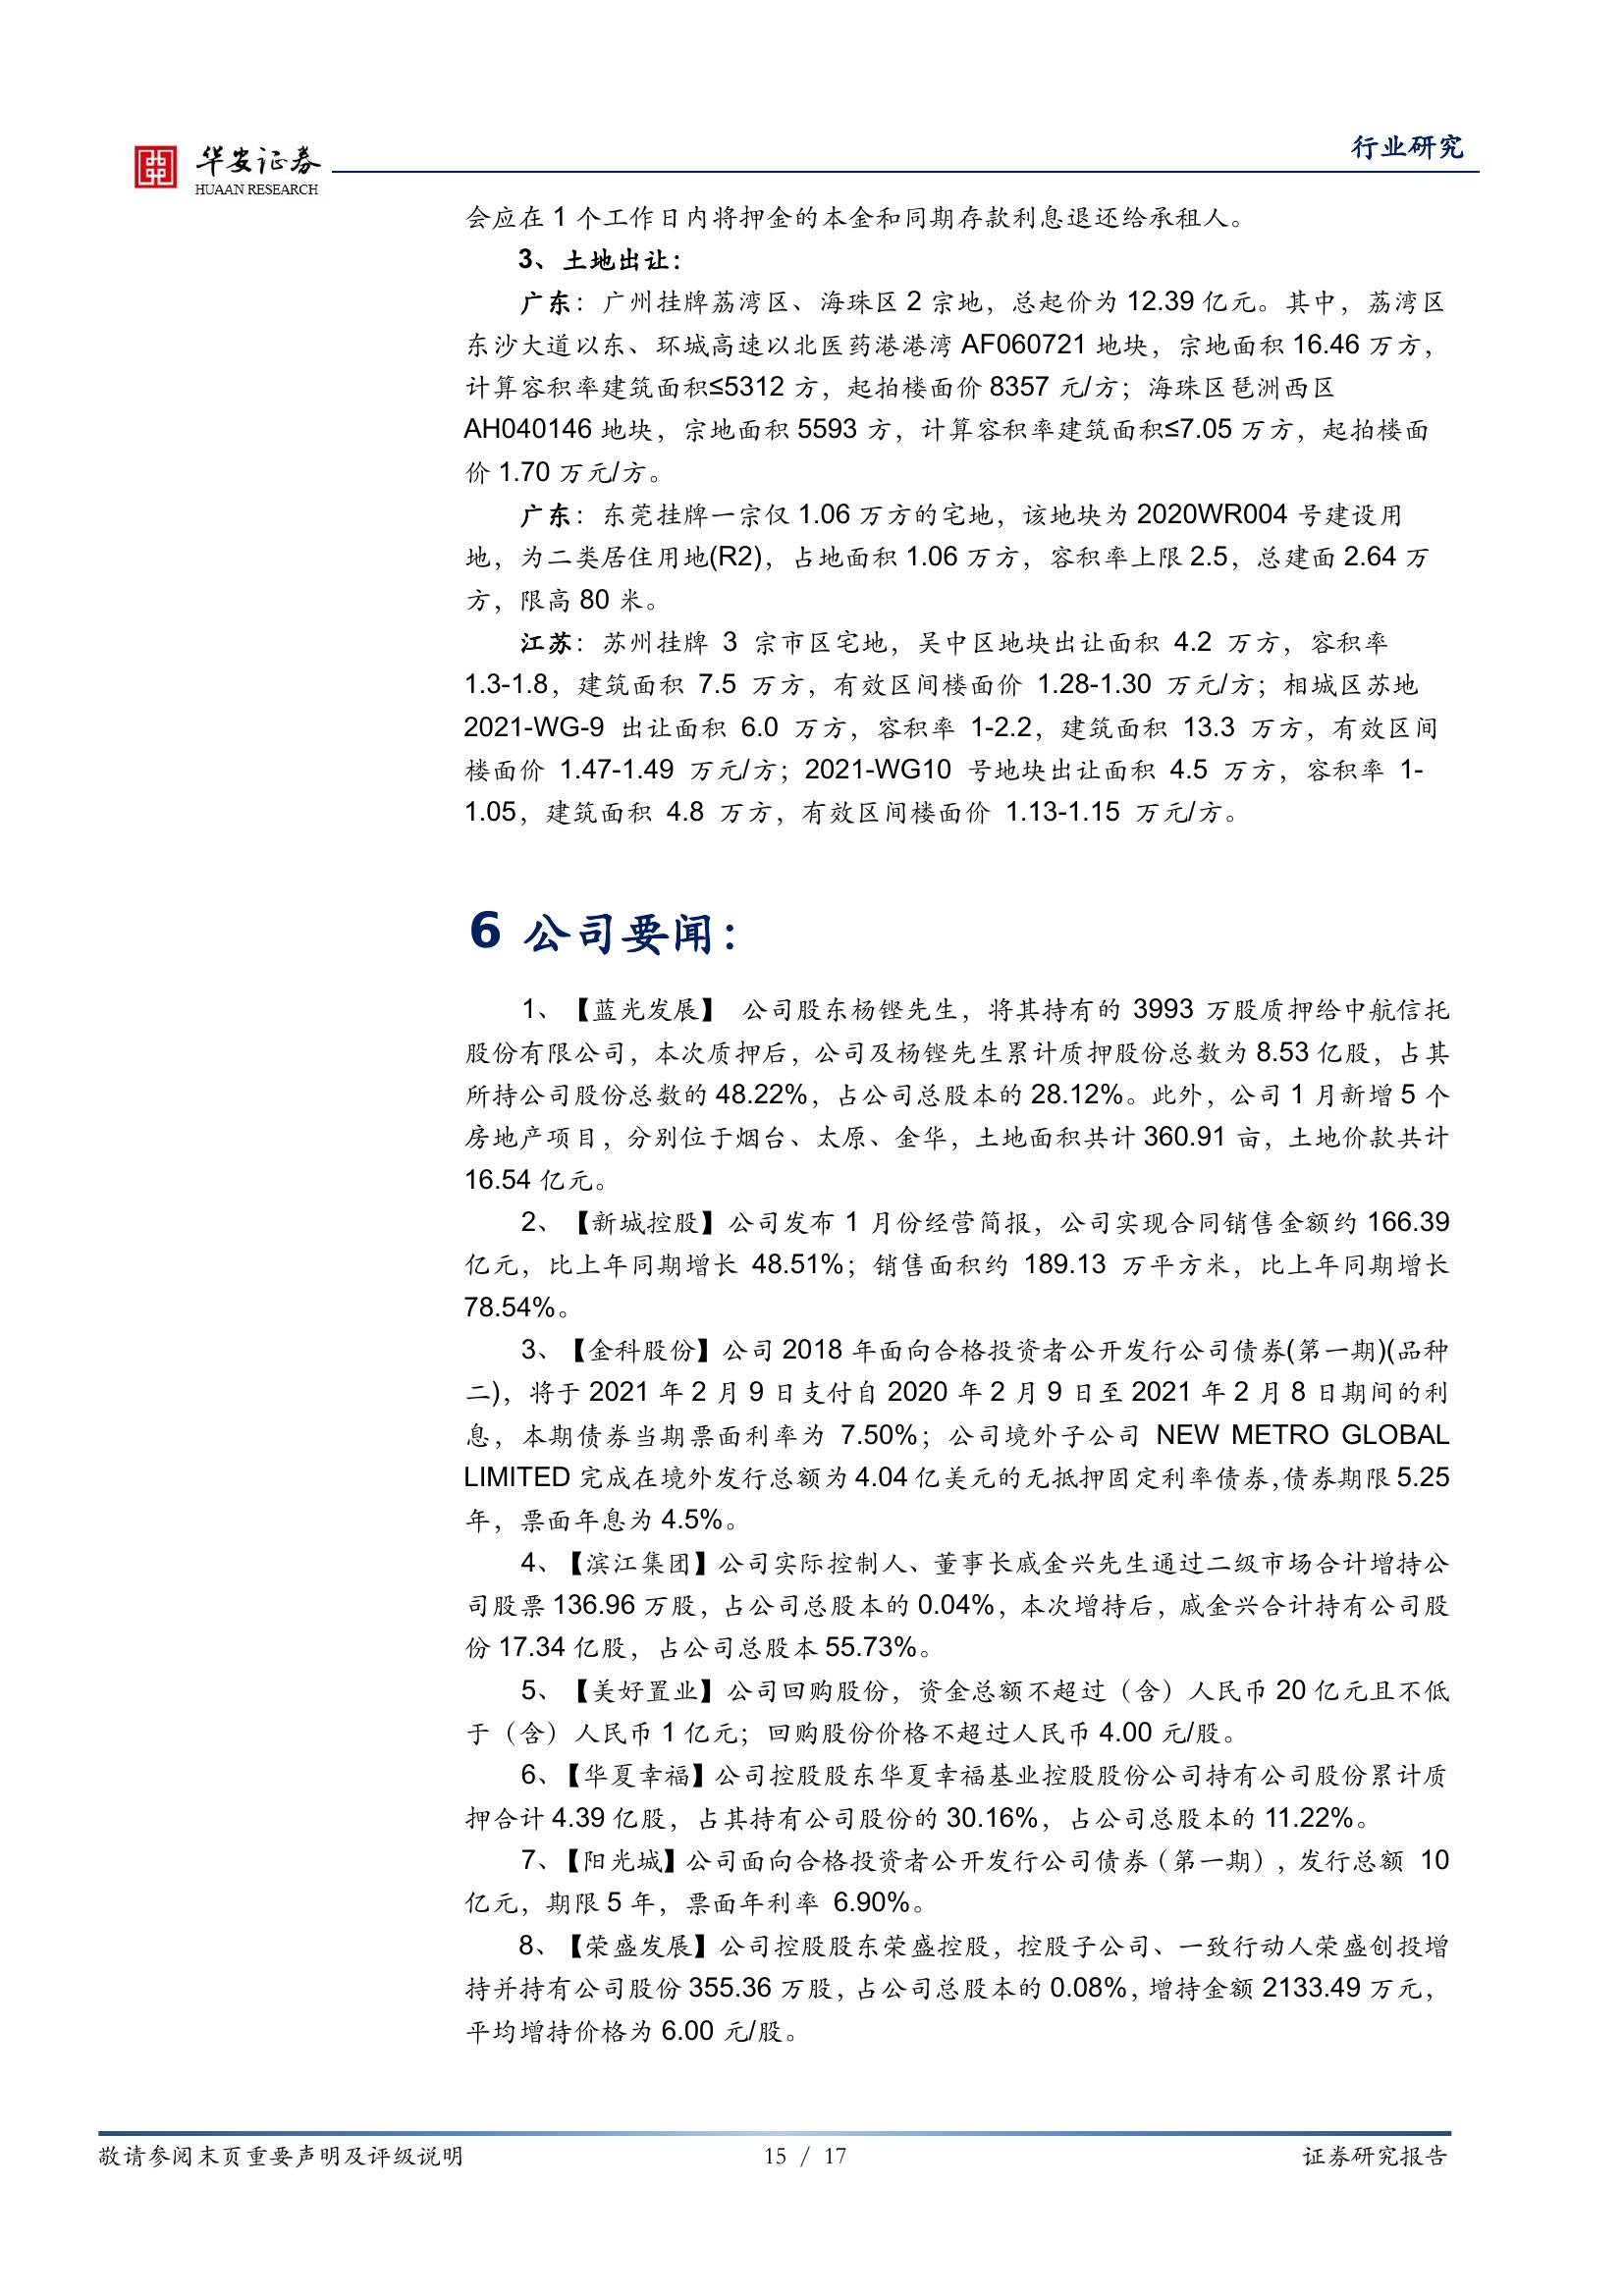 华安证券
HUAAN RESEARCH
行业研究
会应在 1 个工作日内将押金的本金和同期存款利息退还给承租人。
3、土地出让：
广东：广州挂牌荔湾区、海珠区 2 宗地，总起价为 12.39 亿元。其中，荔湾区
东沙大道以东、环城高速以北医药港港湾 AF060721 地块，宗地面积 16.46 万方，
计算容积率建筑面积≤5312 方，起拍楼面价 8357 元/方；海珠区琶洲西区
AH040146 地块，宗地面积 5593 方，计算容积率建筑面积≤7.05 万方，起拍楼面
价 1.70 万元/方。
广东：东莞挂牌一宗仅 1.06 万方的宅地，该地块为 2020WR004 号建设用
地，为二类居住用地(R2)，占地面积 1.06 万方，容积率上限 2.5，总建面 2.64 万
方，限高 80 米。
江苏：苏州挂牌 3 宗市区宅地，吴中区地块出让面积 4.2 万方，容积率
1.3-1.8，建筑面积 7.5 万方，有效区间楼面价 1.28-1.30 万元/方；相城区苏地
2021-WG-9 出让面积 6.0 万方，容积率 1-2.2，建筑面积 13.3 万方，有效区间
楼面价 1.47-1.49 万元/方；2021-WG10 号地块出让面积 4.5 万方，容积率 1-
1.05，建筑面积 4.8 万方，有效区间楼面价 1.13-1.15 万元/方。
6 公司要闻：
1、【蓝光发展】 公司股东杨铿先生，将其持有的 3993 万股质押给中航信托
股份有限公司，本次质押后，公司及杨铿先生累计质押股份总数为 8.53 亿股，占其
所持公司股份总数的 48.22%，占公司总股本的 28.12%。此外，公司 1 月新增 5 个
房地产项目，分别位于烟台、太原、金华，土地面积共计 360.91 亩，土地价款共计
16.54 亿元。
2、【新城控股】公司发布 1 月份经营简报，公司实现合同销售金额约 166.39
亿元，比上年同期增长 48.51%；销售面积约 189.13 万平方米，比上年同期增长
78.54%。
3、【金科股份】公司 2018 年面向合格投资者公开发行公司债券(第一期)(品种
二)，将于 2021 年 2 月 9 日支付自 2020 年 2 月 9 日至 2021 年 2 月 8 日期间的利
息，本期债券当期票面利率为 7.50%；公司境外子公司 NEW METRO GLOBAL
LIMITED 完成在境外发行总额为 4.04 亿美元的无抵押固定利率债券,债券期限 5.25
年，票面年息为 4.5%。
4、【滨江集团】公司实际控制人、董事长戚金兴先生通过二级市场合计增持公
司股票 136.96 万股，占公司总股本的 0.04%，本次增持后，戚金兴合计持有公司股
份 17.34 亿股，占公司总股本 55.73%。
5、【美好置业】公司回购股份，资金总额不超过（含）人民币 20 亿元且不低
于（含）人民币 1 亿元；回购股份价格不超过人民币 4.00 元/股。
6、【华夏幸福】公司控股股东华夏幸福基业控股股份公司持有公司股份累计质
押合计 4.39 亿股，占其持有公司股份的 30.16%，占公司总股本的 11.22%。
7、【阳光城】公司面向合格投资者公开发行公司债券（第一期）, 发行总额 10
亿元，期限 5 年，票面年利率 6.90%。
8、【荣盛发展】公司控股股东荣盛控股，控股子公司、一致行动人荣盛创投增
持并持有公司股份 355.36 万股，占公司总股本的 0.08%，增持金额 2133.49 万元，
平均增持价格为 6.00 元/股。
敬请参阅末页重要声明及评级说明
15 / 17
证券研究报告